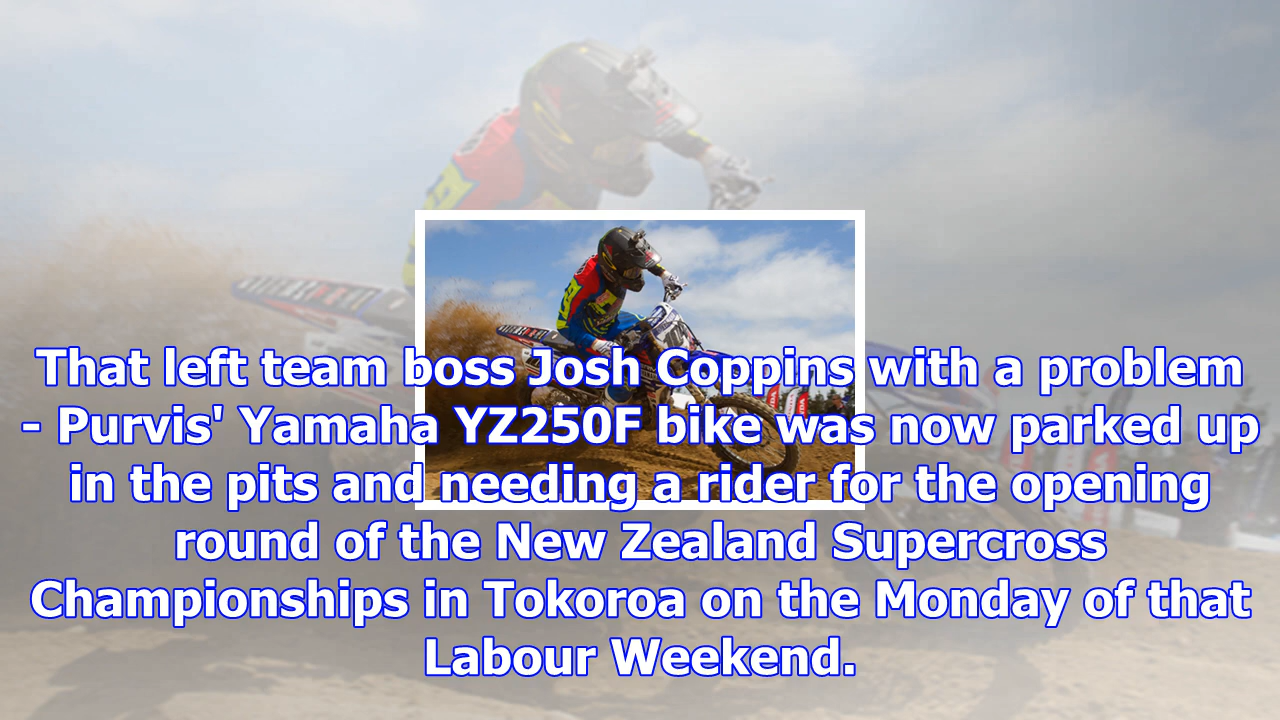 That left team boss Josh Coppins with a problem
- Purvis' Yamaha YZ250F bike was now parked up
in the pits and needing a rider for the opening
round of the New Zealand Supercross
Championships in Tokoroa on the Monday of that
Labour Weekend.